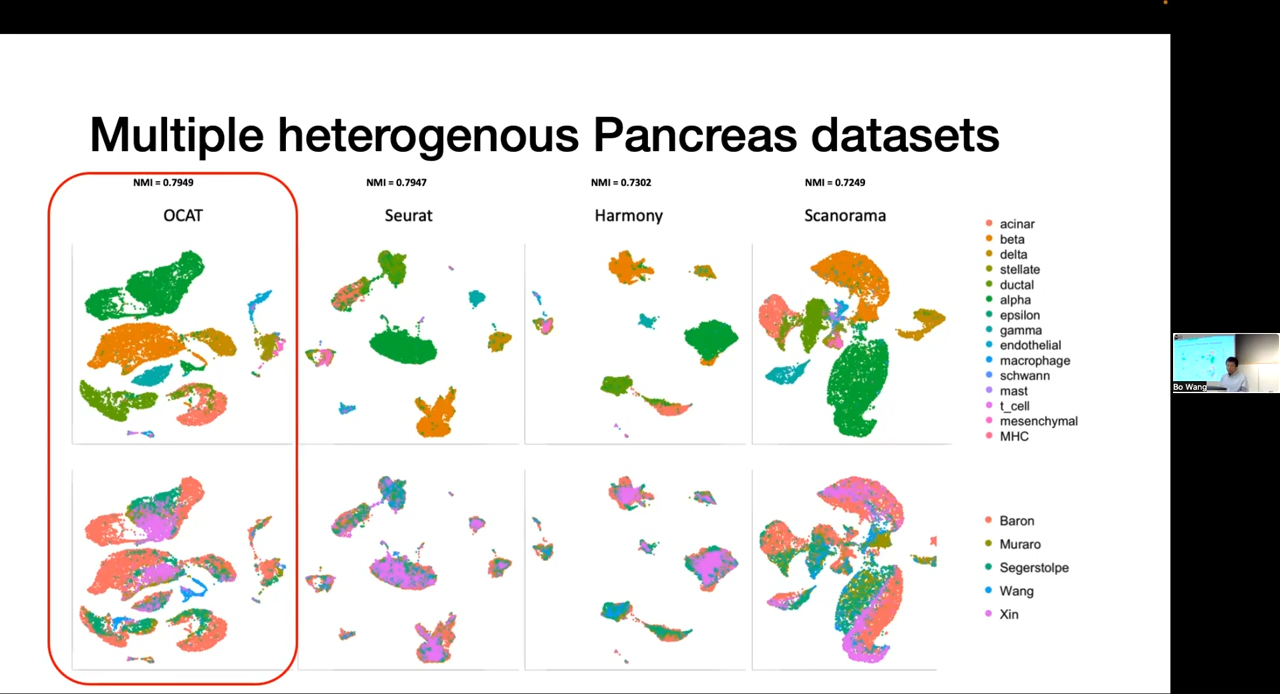 Multiple heterogenous Pancreas datasets
NMI = 0.7949
NMI = 0.7947
NMI = 0.7302
NMI = 0.7249
OCAT
Seurat
Harmony
Scanorama
acinar
beta
delta
stellate
ductal
alpha
epsilon
gamma
endothelial
macrophage
schwann
mast
t_cell
mesenchymal
MHC
Baron
Muraro
Segerstolpe
Wang
Xin
Bo Wang